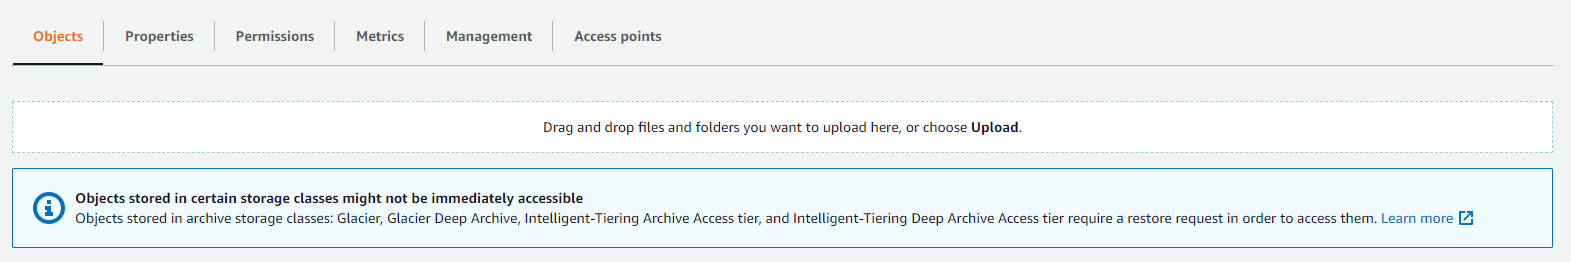 Objects Properties Permissions Metrics Management Access points
Drag and drop files and folders you want to upload here, or choose Upload.
Objects stored in certain storage classes might not be immediately accessible
Objects stored in archive storage classes: Glacier, Glacier Deep Archive, Intelligent-Tiering Archive Access tier, and Intelligent-Tiering Deep Archive Access tier require a restore request in order to access them. Learn more